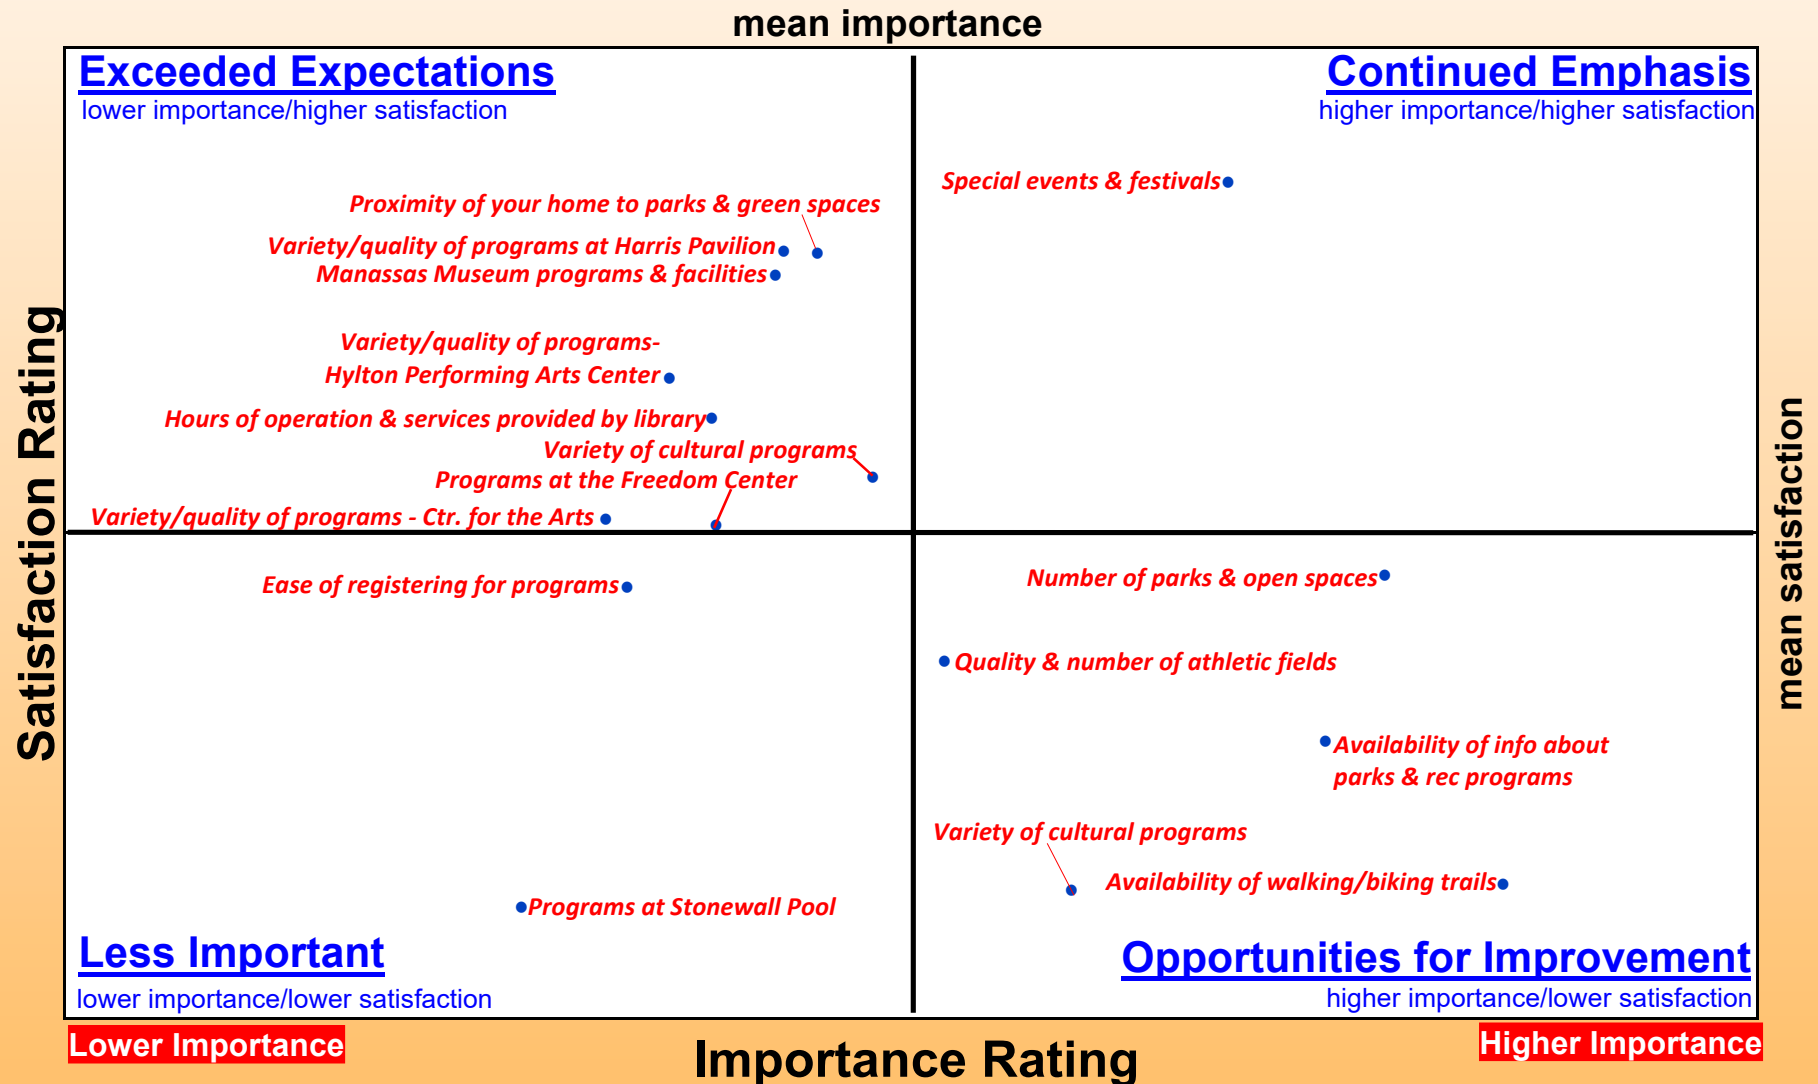 mean importance
Exceeded Expectations
lower importance/higher satisfaction
Continued Emphasis
higher importance/higher satisfaction
Special events & festivals
Proximity of your home to parks & green spaces
Variety/quality of programs at Harris Pavilion
Manassas Museum programs & facilities
Variety/quality of programs-
Hylton Performing Arts Center
Hours of operation & services provided by library
Variety of cultural programs
Programs at the Freedom Center
Variety/quality of programs - Ctr. for the Arts
Satisfaction Rating
mean satisfaction
Ease of registering for programs
Number of parks & open spaces
Quality & number of athletic fields
Availability of info about
parks & rec programs
Variety of cultural programs
Availability of walking/biking trails
Programs at Stonewall Pool
Less Important
lower importance/lower satisfaction
Opportunities for Improvement
higher importance/lower satisfaction
Lower Importance
Importance Rating
Higher Importance